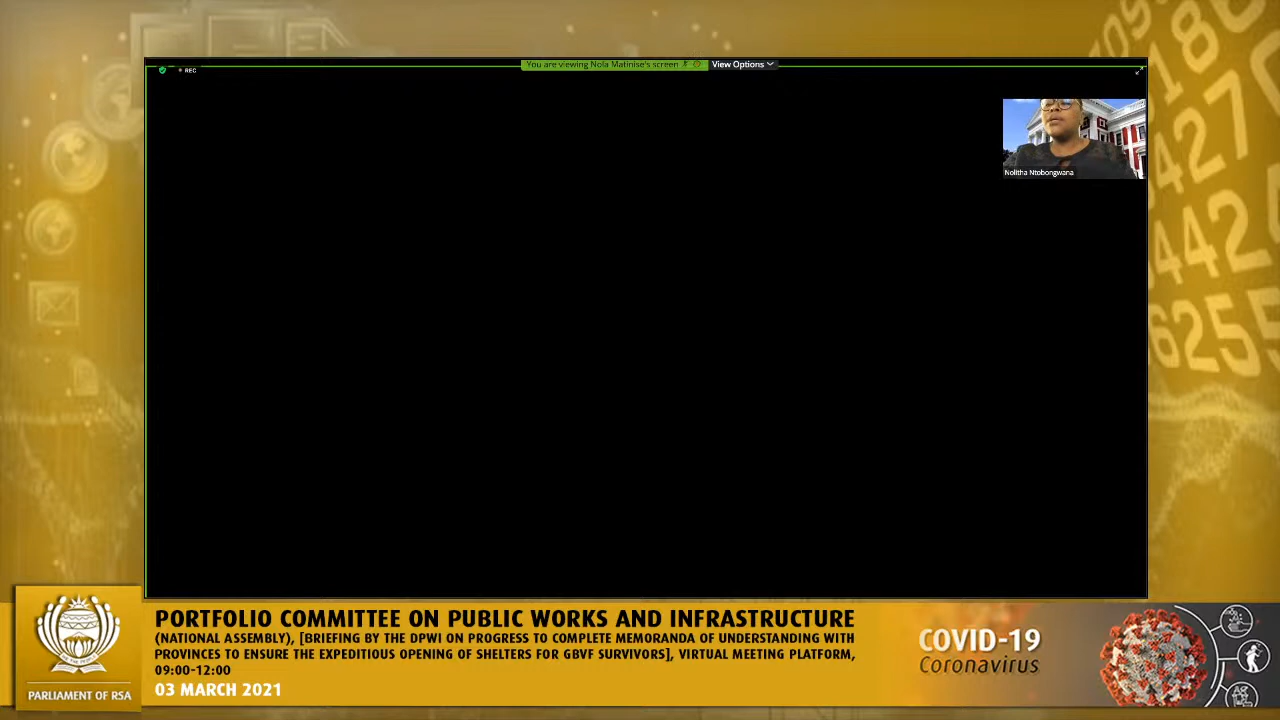 You are viewing Nola Matinise's screen
View Options
REC
Nolitha Ntobongwana
PORTFOLIO COMMITTEE ON PUBLIC WORKS AND INFRASTRUCTURE
(NATIONAL ASSEMBLY), [BRIEFING BY THE DPWI ON PROGRESS TO COMPLETE MEMORANDA OF UNDERSTANDING WITH
PROVINCES TO ENSURE THE EXPEDITIOUS OPENING OF SHELTERS FOR GBVF SURVIVORS], VIRTUAL MEETING PLATFORM,
09:00-12:00
03 MARCH 2021
PARLIAMENT OF RSA
COVID-19
Coronavirus